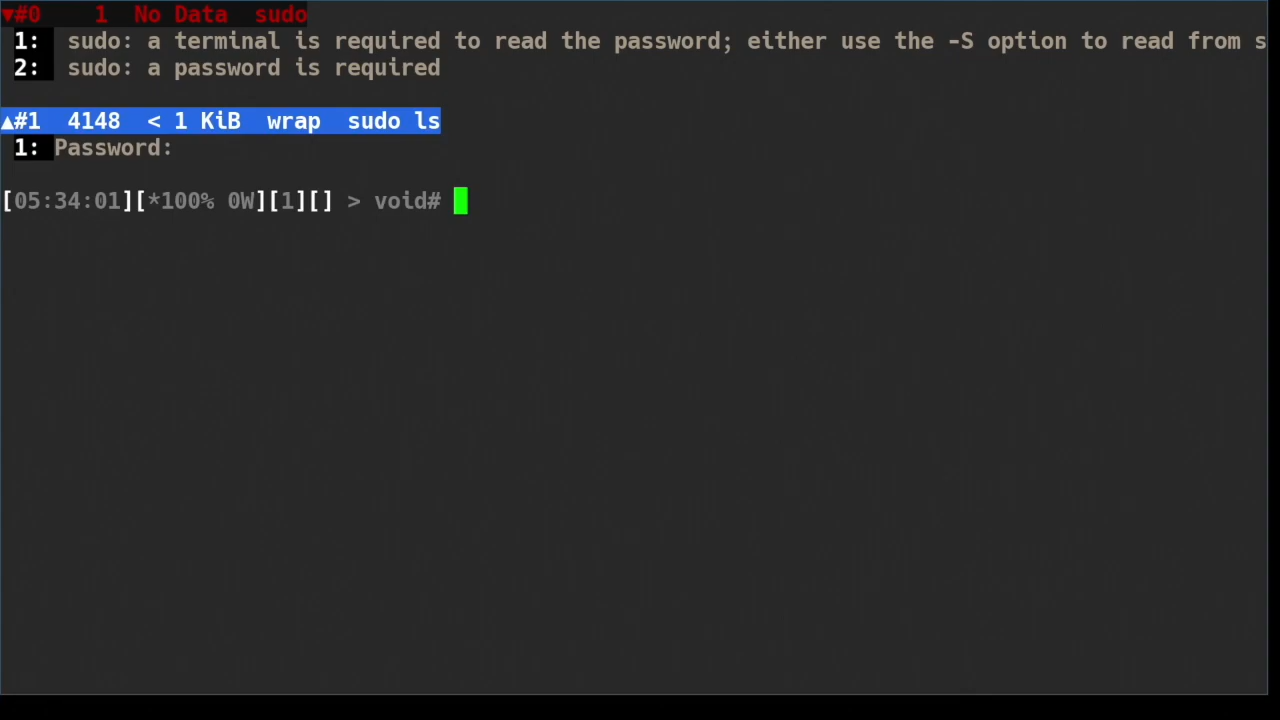 ▼#0    1  No Data  sudo
1:  sudo: a terminal is required to read the password; either use the -S option to read from s
2:  sudo: a password is required
▲#1  4148  < 1 KiB  wrap  sudo ls
1: Password:
[05:34:01][*100% 0W][1][] > void#